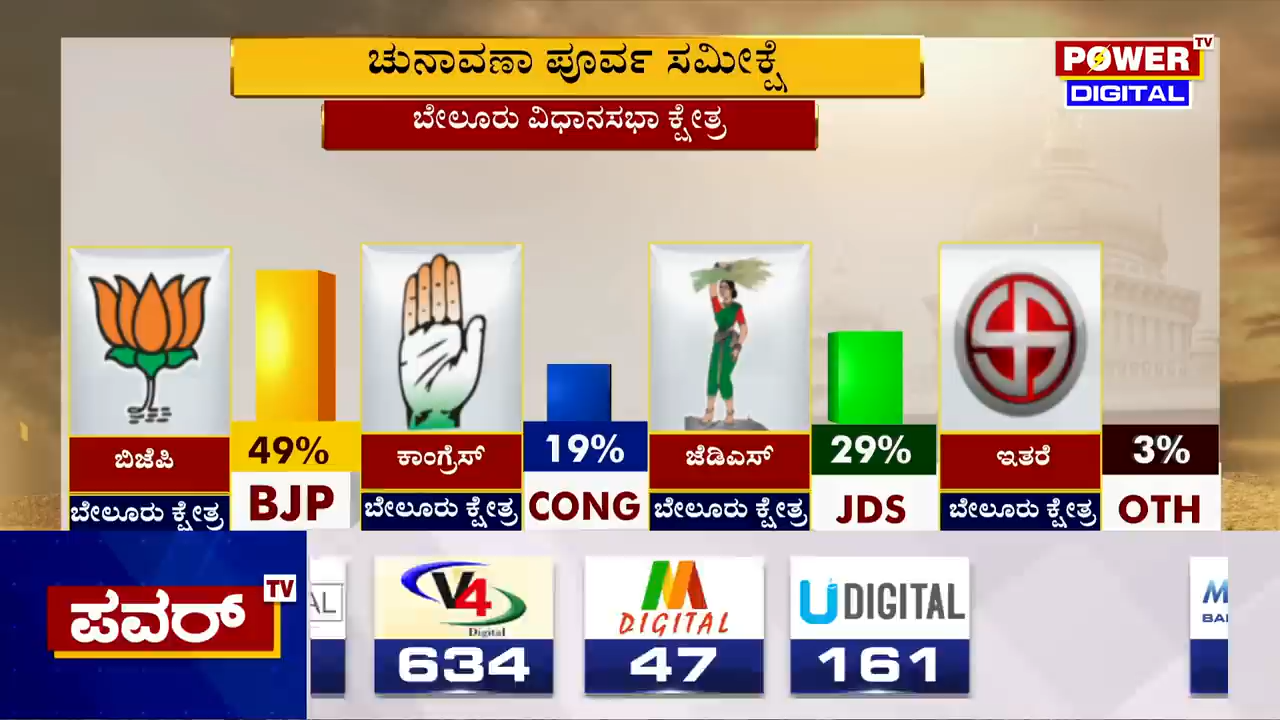 ಚುನಾವಣಾ ಪೂರ್ವ ಸಮೀಕ್ಷೆ
ಬೇಲೂರು ವಿಧಾನಸಭಾ ಕ್ಷೇತ್ರ
POWER TV
DIGITAL
49%
19%
29%
3%
ಬಿಜೆಪಿ
ಕಾಂಗ್ರೆಸ್
ಜೆಡಿಎಸ್
ಇತರೆ
BJP
CONG
JDS
OTH
ಬೇಲೂರು ಕ್ಷೇತ್ರ
ಬೇಲೂರು ಕ್ಷೇತ್ರ
ಬೇಲೂರು ಕ್ಷೇತ್ರ
ಬೇಲೂರು ಕ್ಷೇತ್ರ
ಪವರ್ TV
V4 Digital
M DIGITAL
U DIGITAL
634
47
161